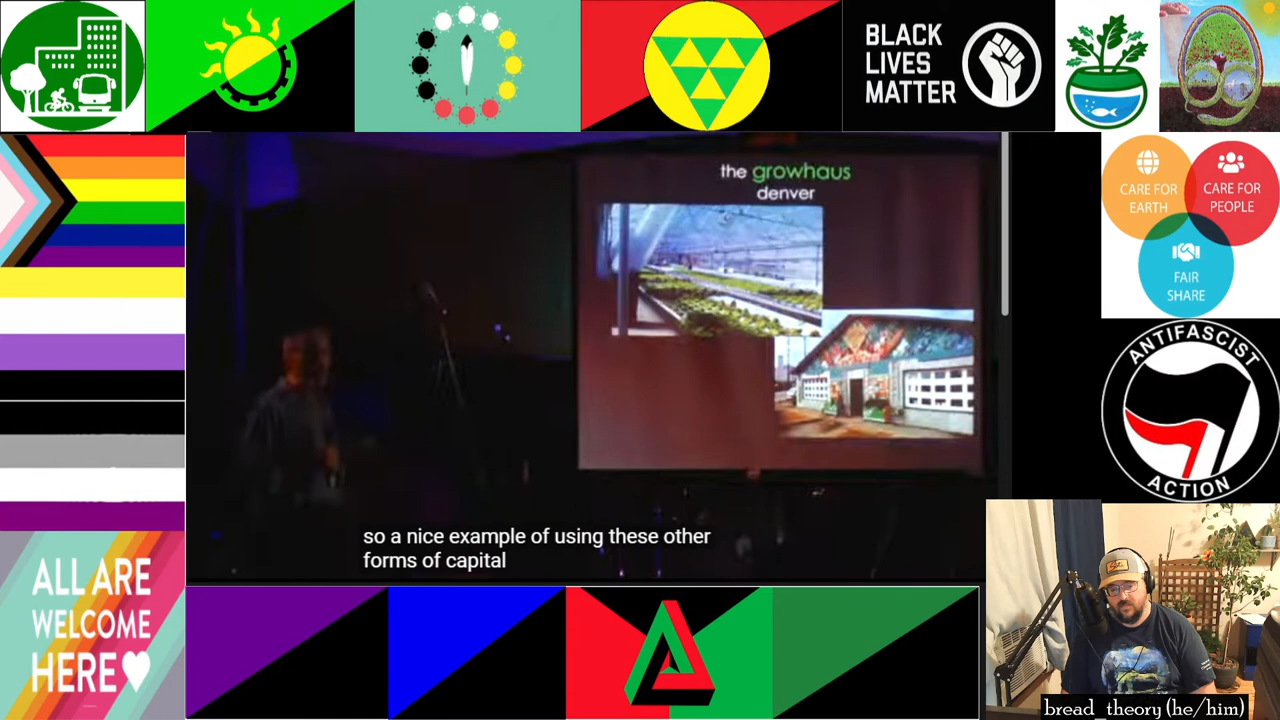 BLACK
LIVES
MATTER
the growhaus
denver
CARE FOR
EARTH
CARE FOR
PEOPLE
FAIR
SHARE
ANTIFASCIST
ACTION
so a nice example of using these other
forms of capital
ALL ARE
WELCOME
HERE
bread_theory (he/him)